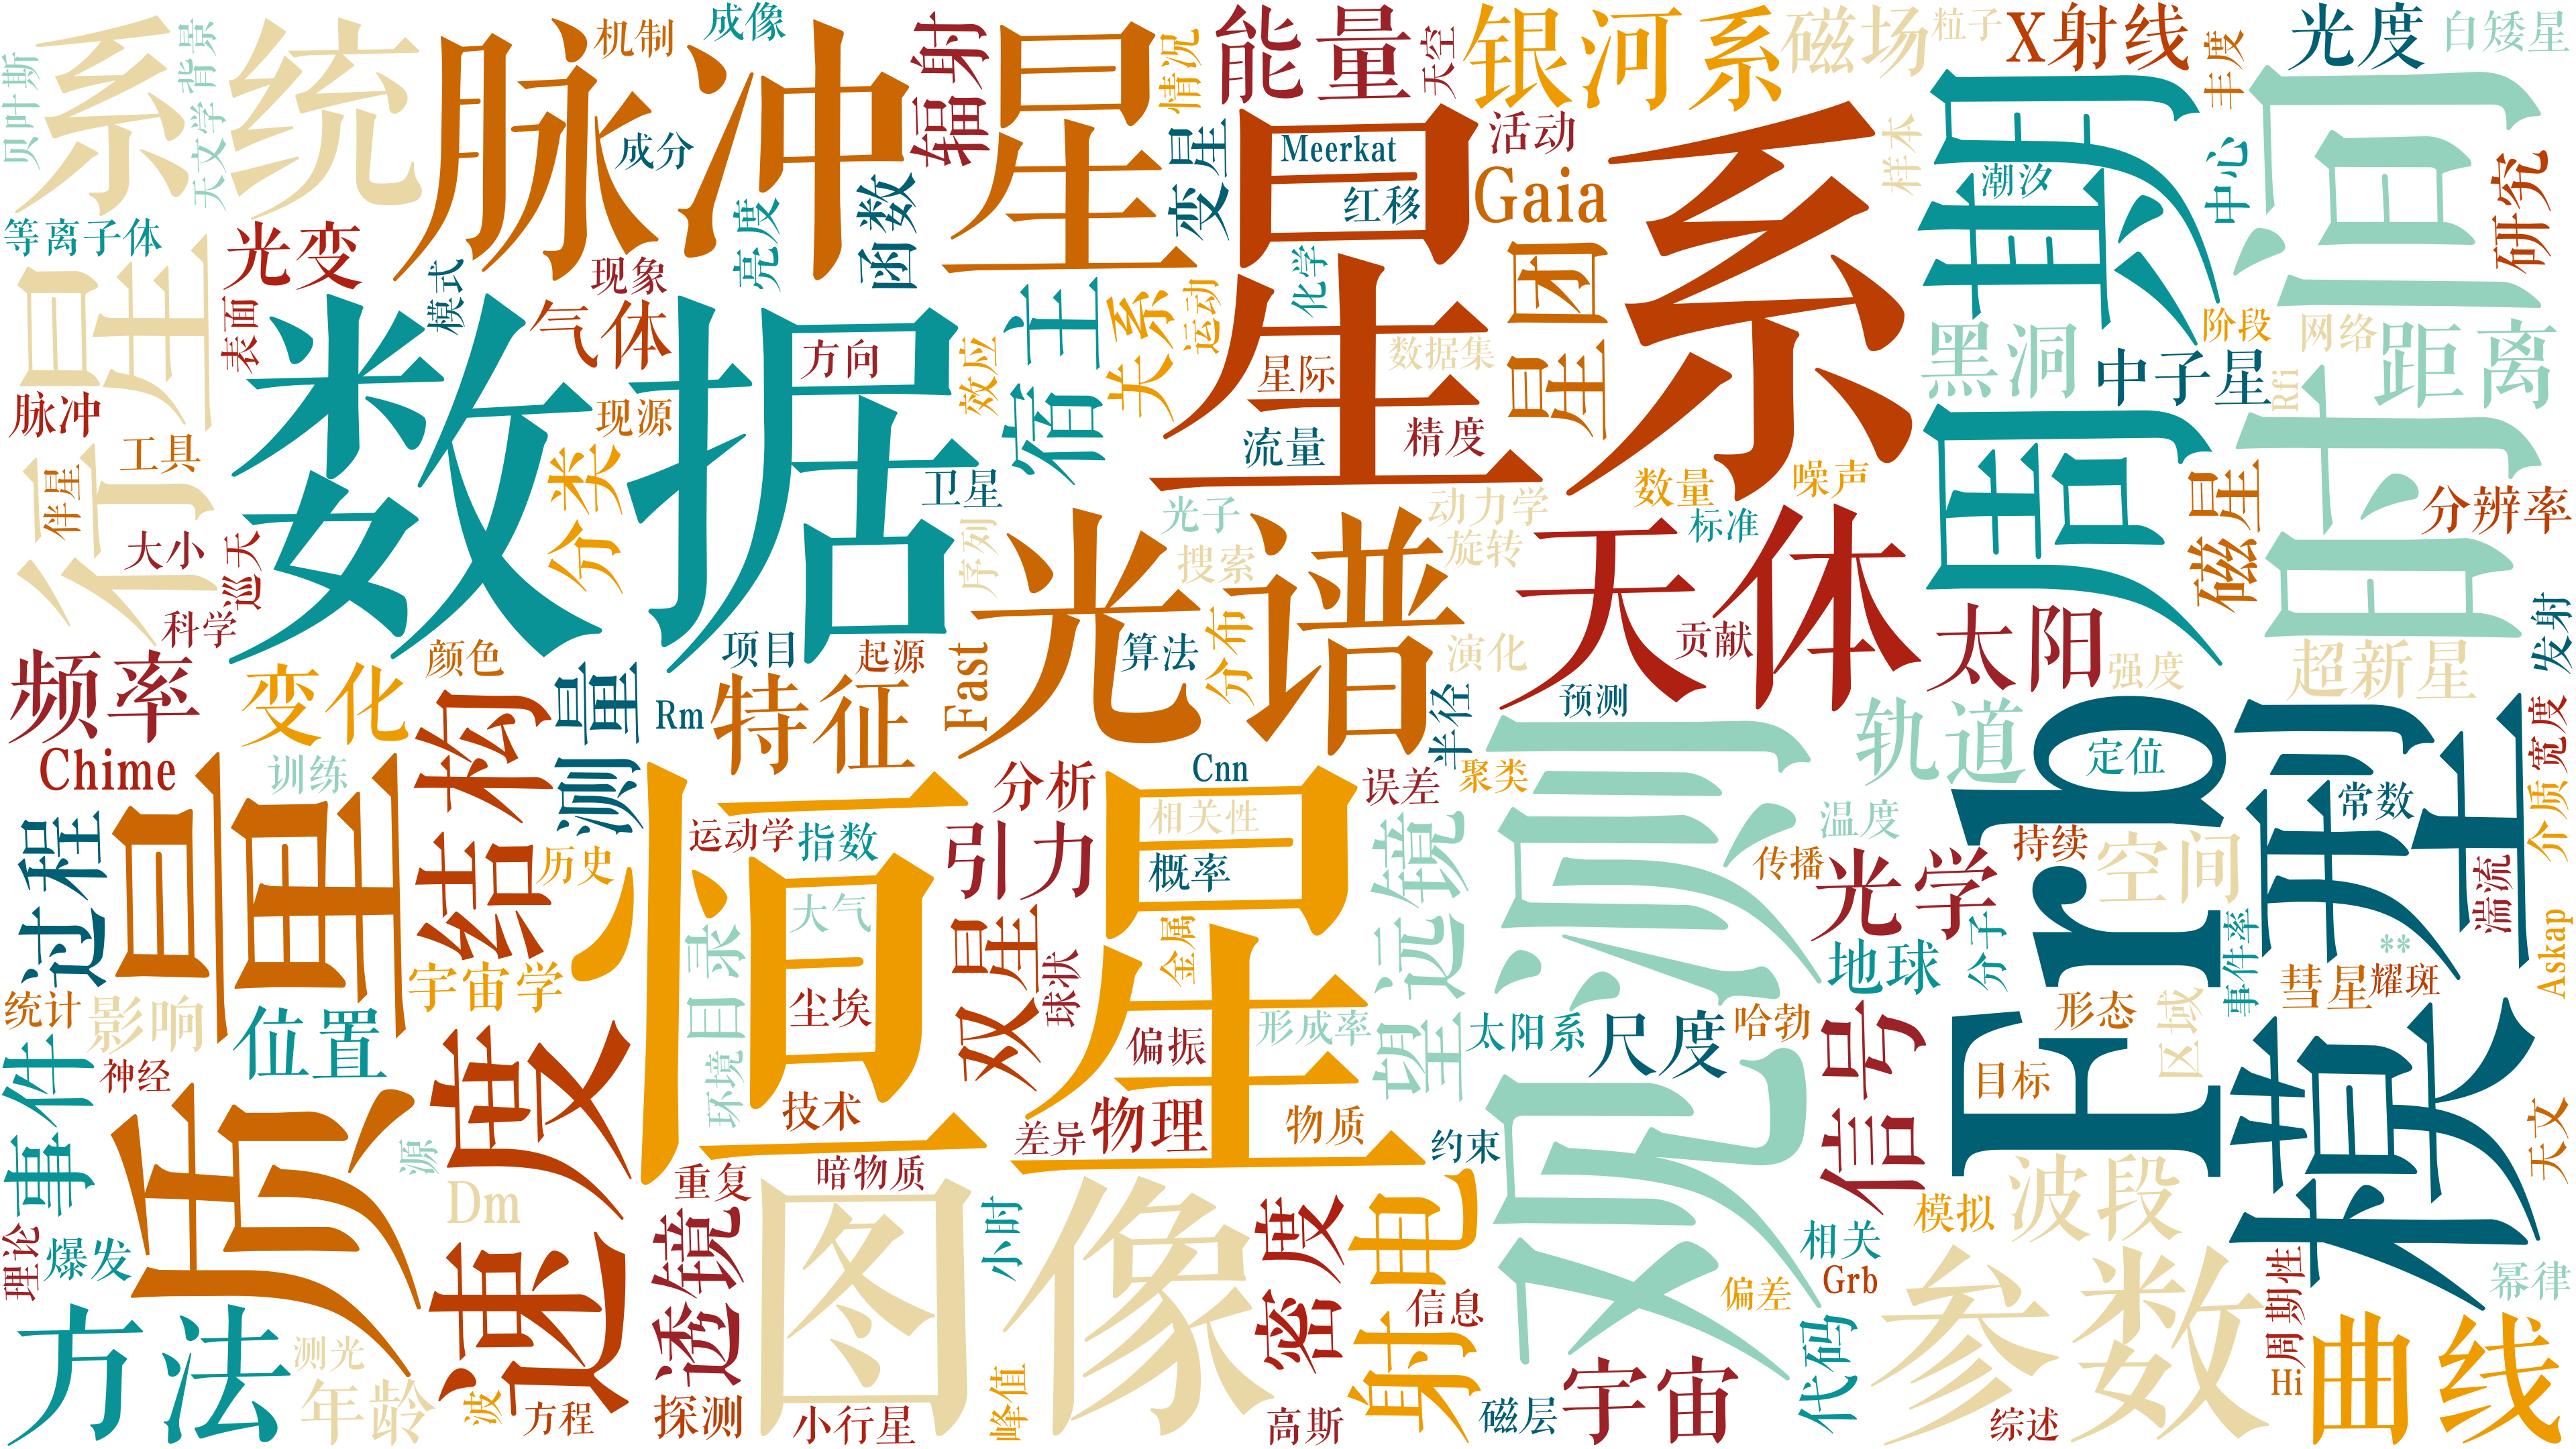 系统
脉冲星
机制
成像
辐射
情况
能量
天空
银河系
磁场
粒子
X射线
丰度
光度
白矮星
贝叶斯
背景
天文学
成分
变星
Meerkat
红移
活动
Gaia
星系
样本
周期
潮汐
中心
时间
研究
等离子体
光变
亮度
函数
现象
模式
表面
气体
方向
数据
现源
效应
宿主
关系
运动
化学
星团
星际
数据集
流量
精度
黑洞
中子星
阶段
网络
距离
Rfi
行星
脉冲
工具
伴星
大小
巡天
科学
分类
卫星
序列
光子
搜索
动力学
旋转
数量
噪声
标准
磁星
分辨率
光谱
天体
贡献
太阳
强度
超新星
发射
频率
变化
颜色
测量
项目
起源
特征
Rm
Fast
算法
分布
演化
半径
预测
Chime
训练
结构
Cnn
分析
误差
聚类
观测
轨道
Frb
定位
模型
常数
宽度
介质
过程
质量
历史
恒星
运动学
指数
引力
相关性
概率
望远镜
温度
传播
光学
持续
空间
湍流
主
Askap
宇宙学
统计
影响
位置
目录
大气
尘埃
双星
球状
金属
偏振
形成率
太阳系
尺度
哈勃
地球
分子
形态
事件率
区域
彗星
耀斑
**
事件
神经
速度
环境
技术
差异
物理
物质
约束
信号
目标
天文
源
Dm
重复
暗物质
理论
爆发
透镜
图像
小时
密度
射电
信息
模拟
波段
相关
Grb
偏差
参数
周期性
幂律
方法
测光
年龄
波
方程
探测
小行星
峰值
高斯
磁层
宇宙
代码
综述
Hi
曲线